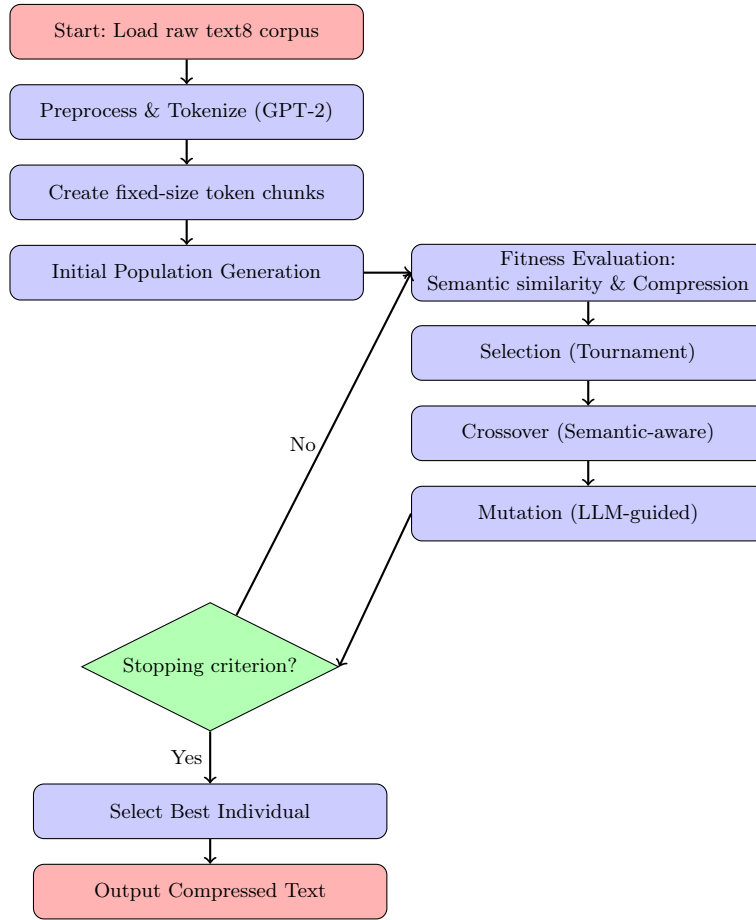 Start: Load raw text8 corpus
Preprocess & Tokenize (GPT-2)
Create fixed-size token chunks
Initial Population Generation
Fitness Evaluation:
Semantic similarity & Compression
Selection (Tournament)
Crossover (Semantic-aware)
Mutation (LLM-guided)
No
Stopping criterion?
Yes
Select Best Individual
Output Compressed Text